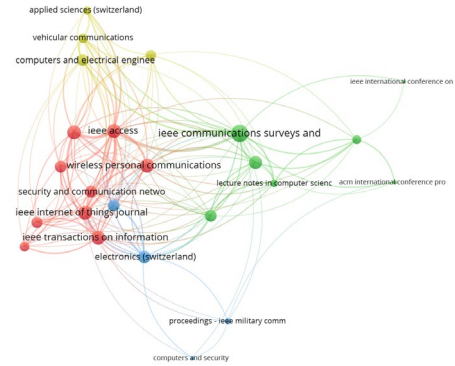 applied sciences (switzerland)
vehicular communications
computers and electrical enginee
ieee international conference on
ieee access
ieee communications surveys and
wireless personal communications
lecture notes in computer scienc
acm international conference pro
security and communication netwo
ieee internet of things journal
ieee transactions on information
electronics (switzerland)
proceedings - ieee military comm
computers and security